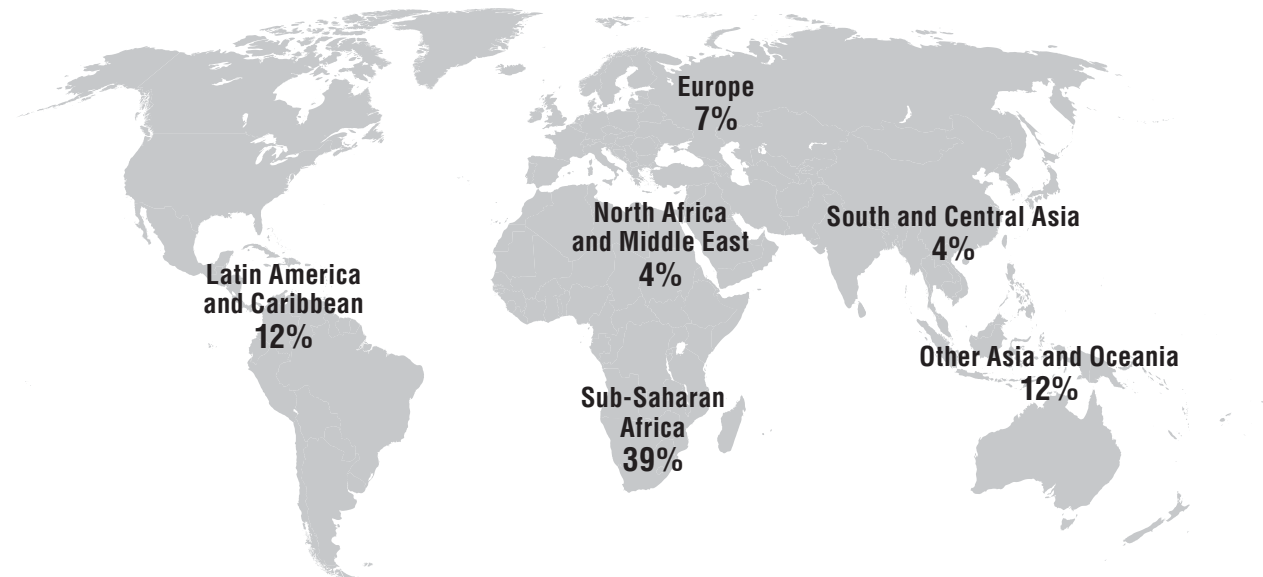 Europe
7%
North Africa
and Middle East
4%
South and Central Asia
4%
Latin America
and Caribbean
12%
Other Asia and Oceania
12%
Sub-Saharan
Africa
39%